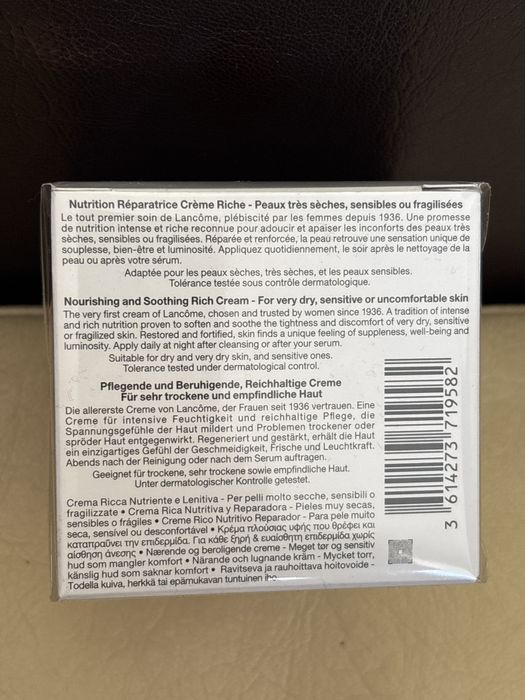 Nutrition Réparatrice Crème Riche - Peaux très sèches, sensibles ou fragilisées
Le tout premier soin de Lancôme, plébiscité par les femmes depuis 1936. Une promesse
de nutrition intense et riche reconnue pour adoucir et apaiser les inconforts des peaux très
sèches, sensibles ou fragilisées. Réparée et renforcée, la peau retrouve une sensation unique de
souplesse, bien-être et luminosité. Appliquez quotidiennement, le soir après le nettoyage de la
peau ou après votre sérum.
Adaptée pour les peaux sèches, très sèches, et les peaux sensibles.
Tolérance testée sous contrôle dermatologique.
Nourishing and Soothing Rich Cream - For very dry, sensitive or uncomfortable skin
The very first cream of Lancôme, chosen and trusted by women since 1936. A tradition of intense
and rich nutrition proven to soften and soothe the tightness and discomfort of very dry, sensitive
or fragilized skin. Restored and fortified, skin finds a unique feeling of suppleness, well-being and
luminosity. Apply daily at night after cleansing or after your serum.
Suitable for dry and very dry skin, and sensitive ones.
Tolerance tested under dermatological control.
Pflegende und Beruhigende, Reichhaltige Creme
Für sehr trockene und empfindliche Haut
Die allererste Creme von Lancôme, der Frauen seit 1936 vertrauen. Eine
Creme für intensive Feuchtigkeit und reichhaltige Pflege, die
Spannungsgefühle der Haut mildert und Problemen trockener oder
spröder Haut entgegenwirkt. Regeneriert und gestärkt, erhält die Haut
ein einzigartiges Gefühl der Geschmeidigkeit, Frische und Leuchtkraft.
Abends nach der Reinigung oder nach dem Serum auftragen.
Geeignet für trockene, sehr trockene sowie empfindliche Haut.
Unter dermatologischer Kontrolle getestet.
Crema Ricca Nutriente e Lenitiva - Per pelli molto secche, sensibili o
fragilizzate • Crema Rica Nutritiva y Reparadora - Pieles muy secas,
sensibles o frágiles • Creme Rico Nutritivo Reparador - Para pele muito
seca, sensível ou desconfortável • Κρέμα πλούσιας υφής που θρέφει και
καταπραΰνει την επιδερμίδα. Για κάθε ξηρή & ευαίσθητη επιδερμίδα χωρίς
αίσθηση άνεσης • Nærende og beroligende creme - Meget tør og sensitiv
hud som mangler komfort • Närande och lugnande kräm - Mycket torr,
känslig hud som saknar komfort • Ravitseva ja rauhoittava hoitovoide -
Todella kuiva, herkkä tai epämukavan tuntuinen iho
3 614273 719582